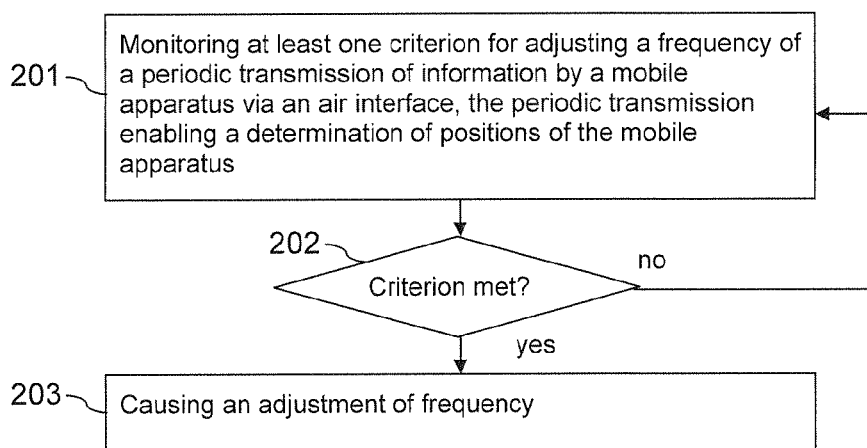 201
Monitoring at least one criterion for adjusting a frequency of
a periodic transmission of information by a mobile
apparatus via an air interface, the periodic transmission
enabling a determination of positions of the mobile
apparatus
202
Criterion met?
no
yes
203
Causing an adjustment of frequency